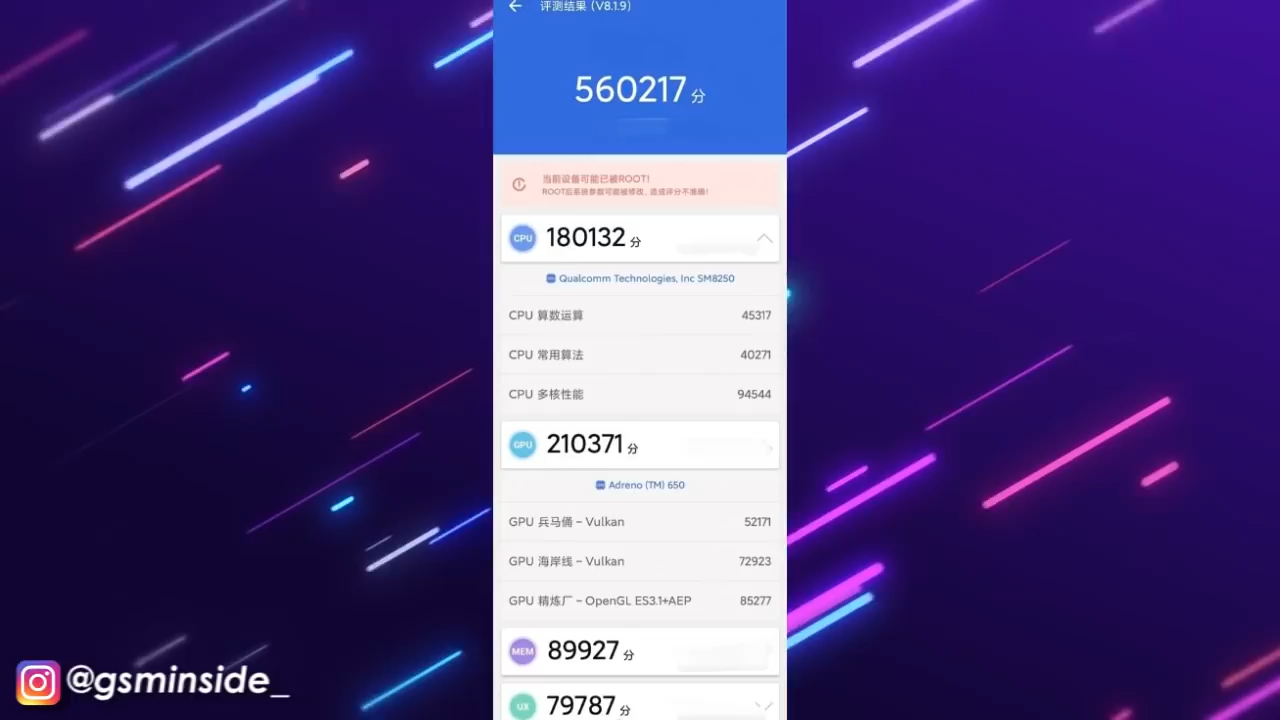 评测结果 (V8.1.9)
560217 分
当前设备可能已被ROOT!
ROOT后系统参数可能被修改, 造成评分不准确!
CPU 180132 分
Qualcomm Technologies, Inc SM8250
CPU 算数运算 45317
CPU 常用算法 40271
CPU 多核性能 94544
GPU 210371 分
Adreno (TM) 650
GPU 兵马俑 – Vulkan 52171
GPU 海岸线 – Vulkan 72923
GPU 精炼厂 – OpenGL ES3.1+AEP 85277
MEM 89927 分
UX 79787 分
@gsminside_